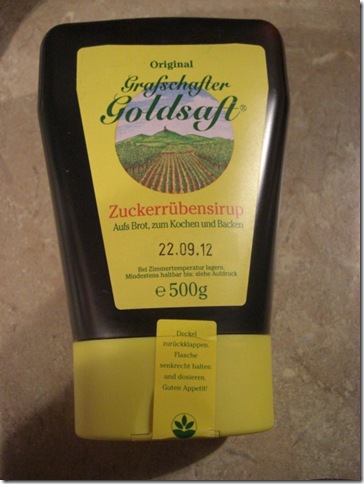 Original
Grafschafter
Goldsaft®
Zuckerrübensirup
Aufs Brot, zum Kochen und Backen
22.09.12
Bei Zimmertemperatur lagern.
Mindestens haltbar bis: siehe Aufdruck
e 500g
Deckel
zurückklappen.
Flasche
senkrecht halten
und dosieren.
Guten Appetit!